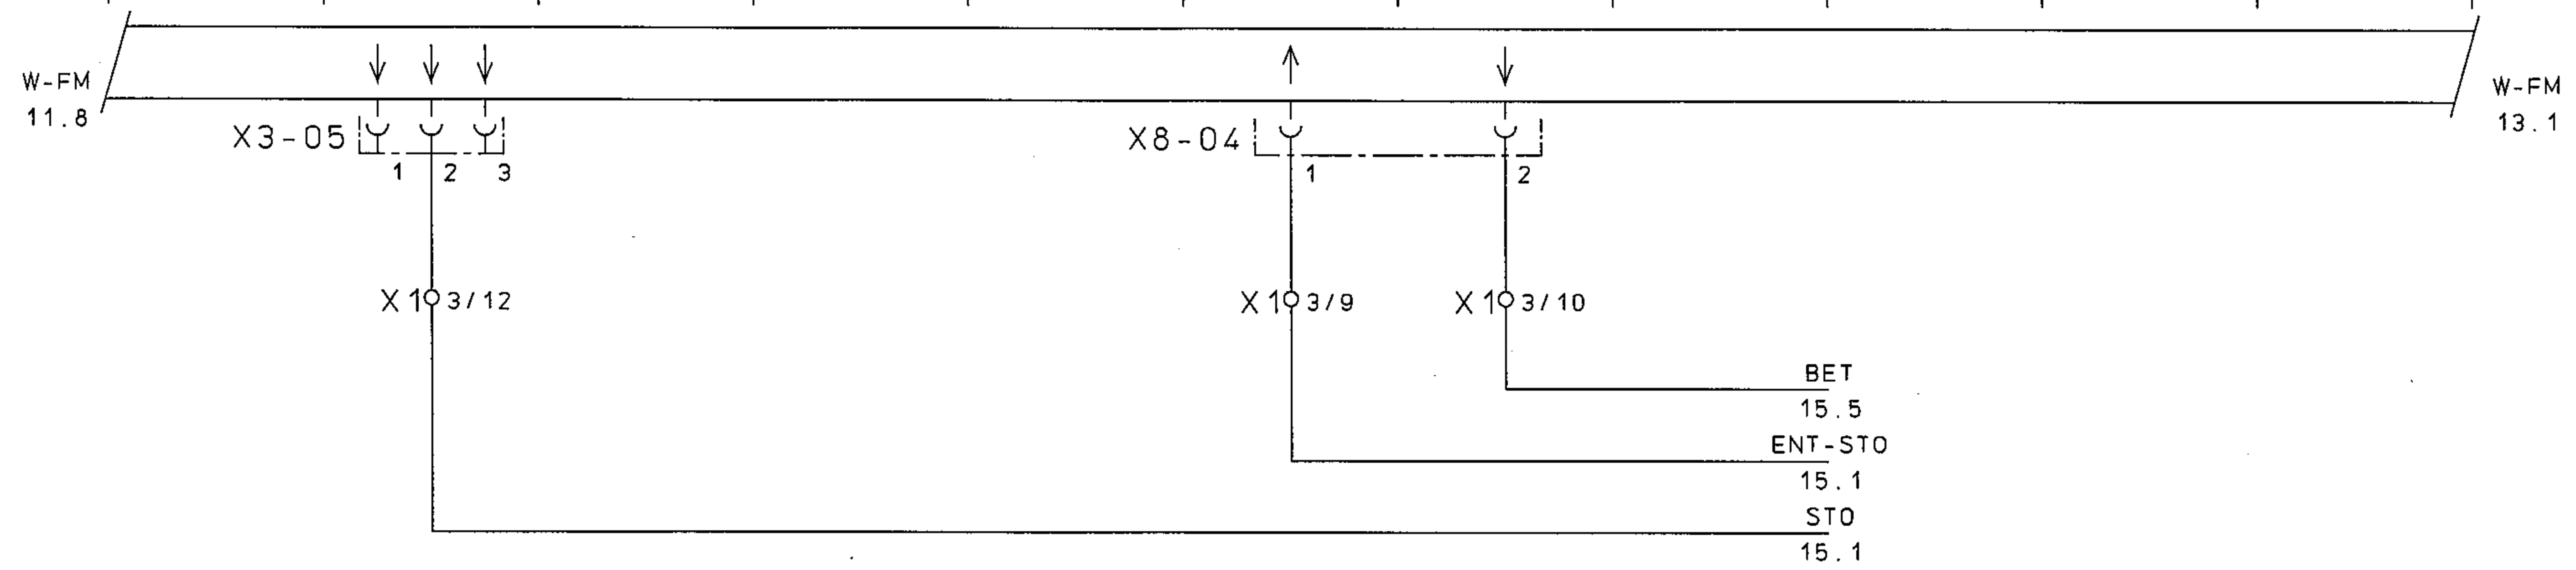 W-FM
11.8
W-FM
13.1
X3-05
1 2 3
X8-04
1 2
X1 3/12
X1 3/9
X1 3/10
BET
15.5
ENT-STO
15.1
STO
15.1